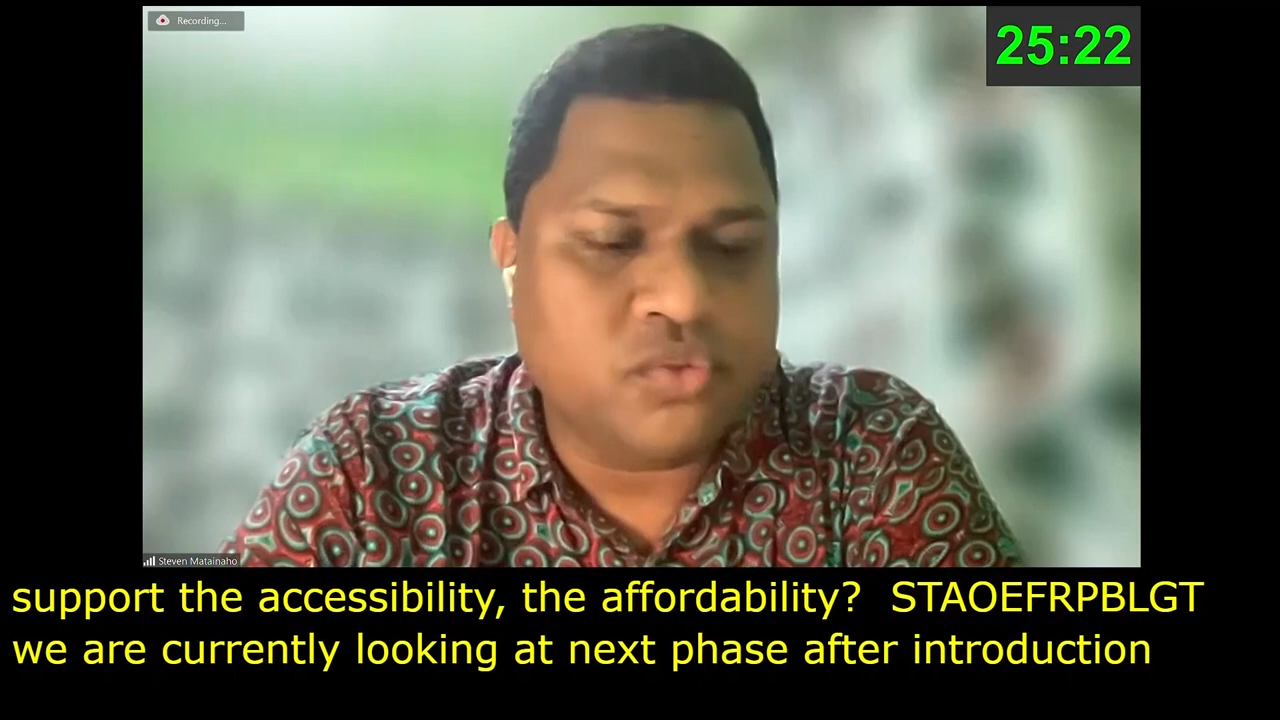 Recording...
25:22
Steven Matainaho
support the accessibility, the affordability?  STAOEFRPBLGT
we are currently looking at next phase after introduction